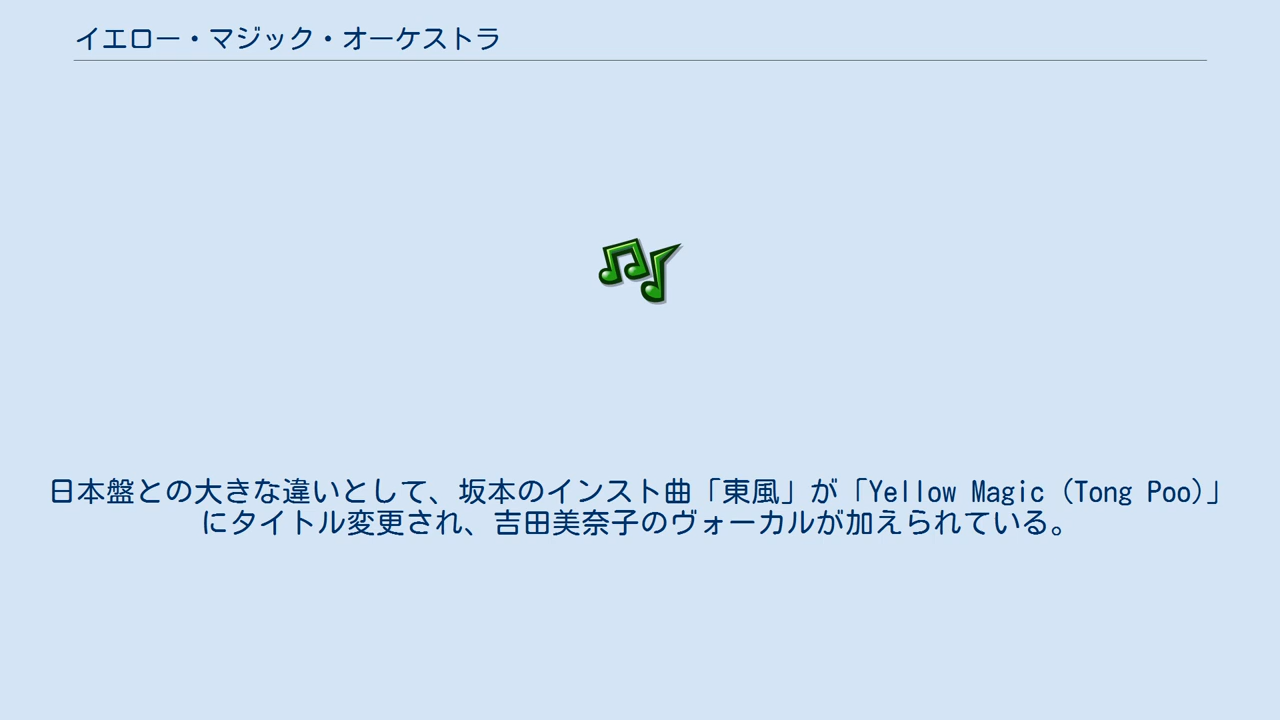 イエロー・マジック・オーケストラ
日本盤との大きな違いとして、坂本のインスト曲「東風」が「Yellow Magic (Tong Poo)」
にタイトル変更され、吉田美奈子のヴォーカルが加えられている。